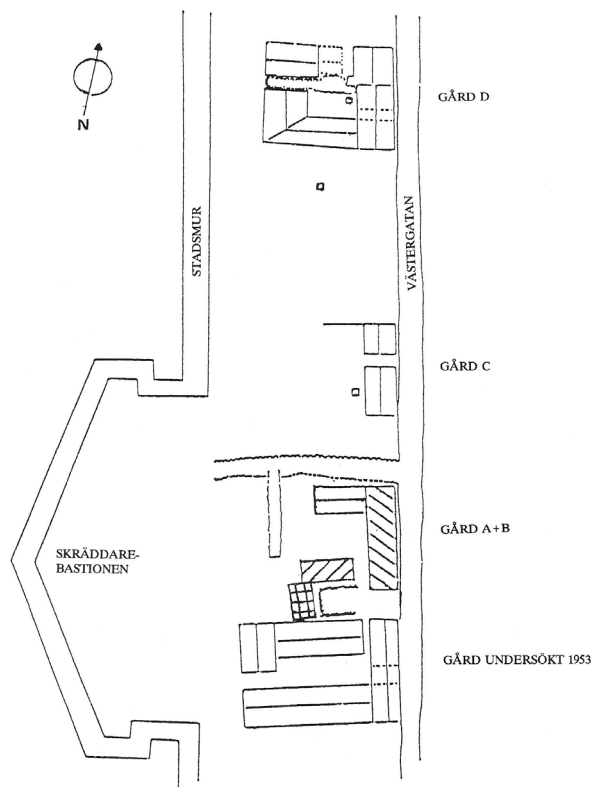 N
GÅRD D
STADSMUR
VÄSTERGATAN
GÅRD C
GÅRD A+B
SKRÄDDARE-
BASTIONEN
GÅRD UNDERSÖKT 1953